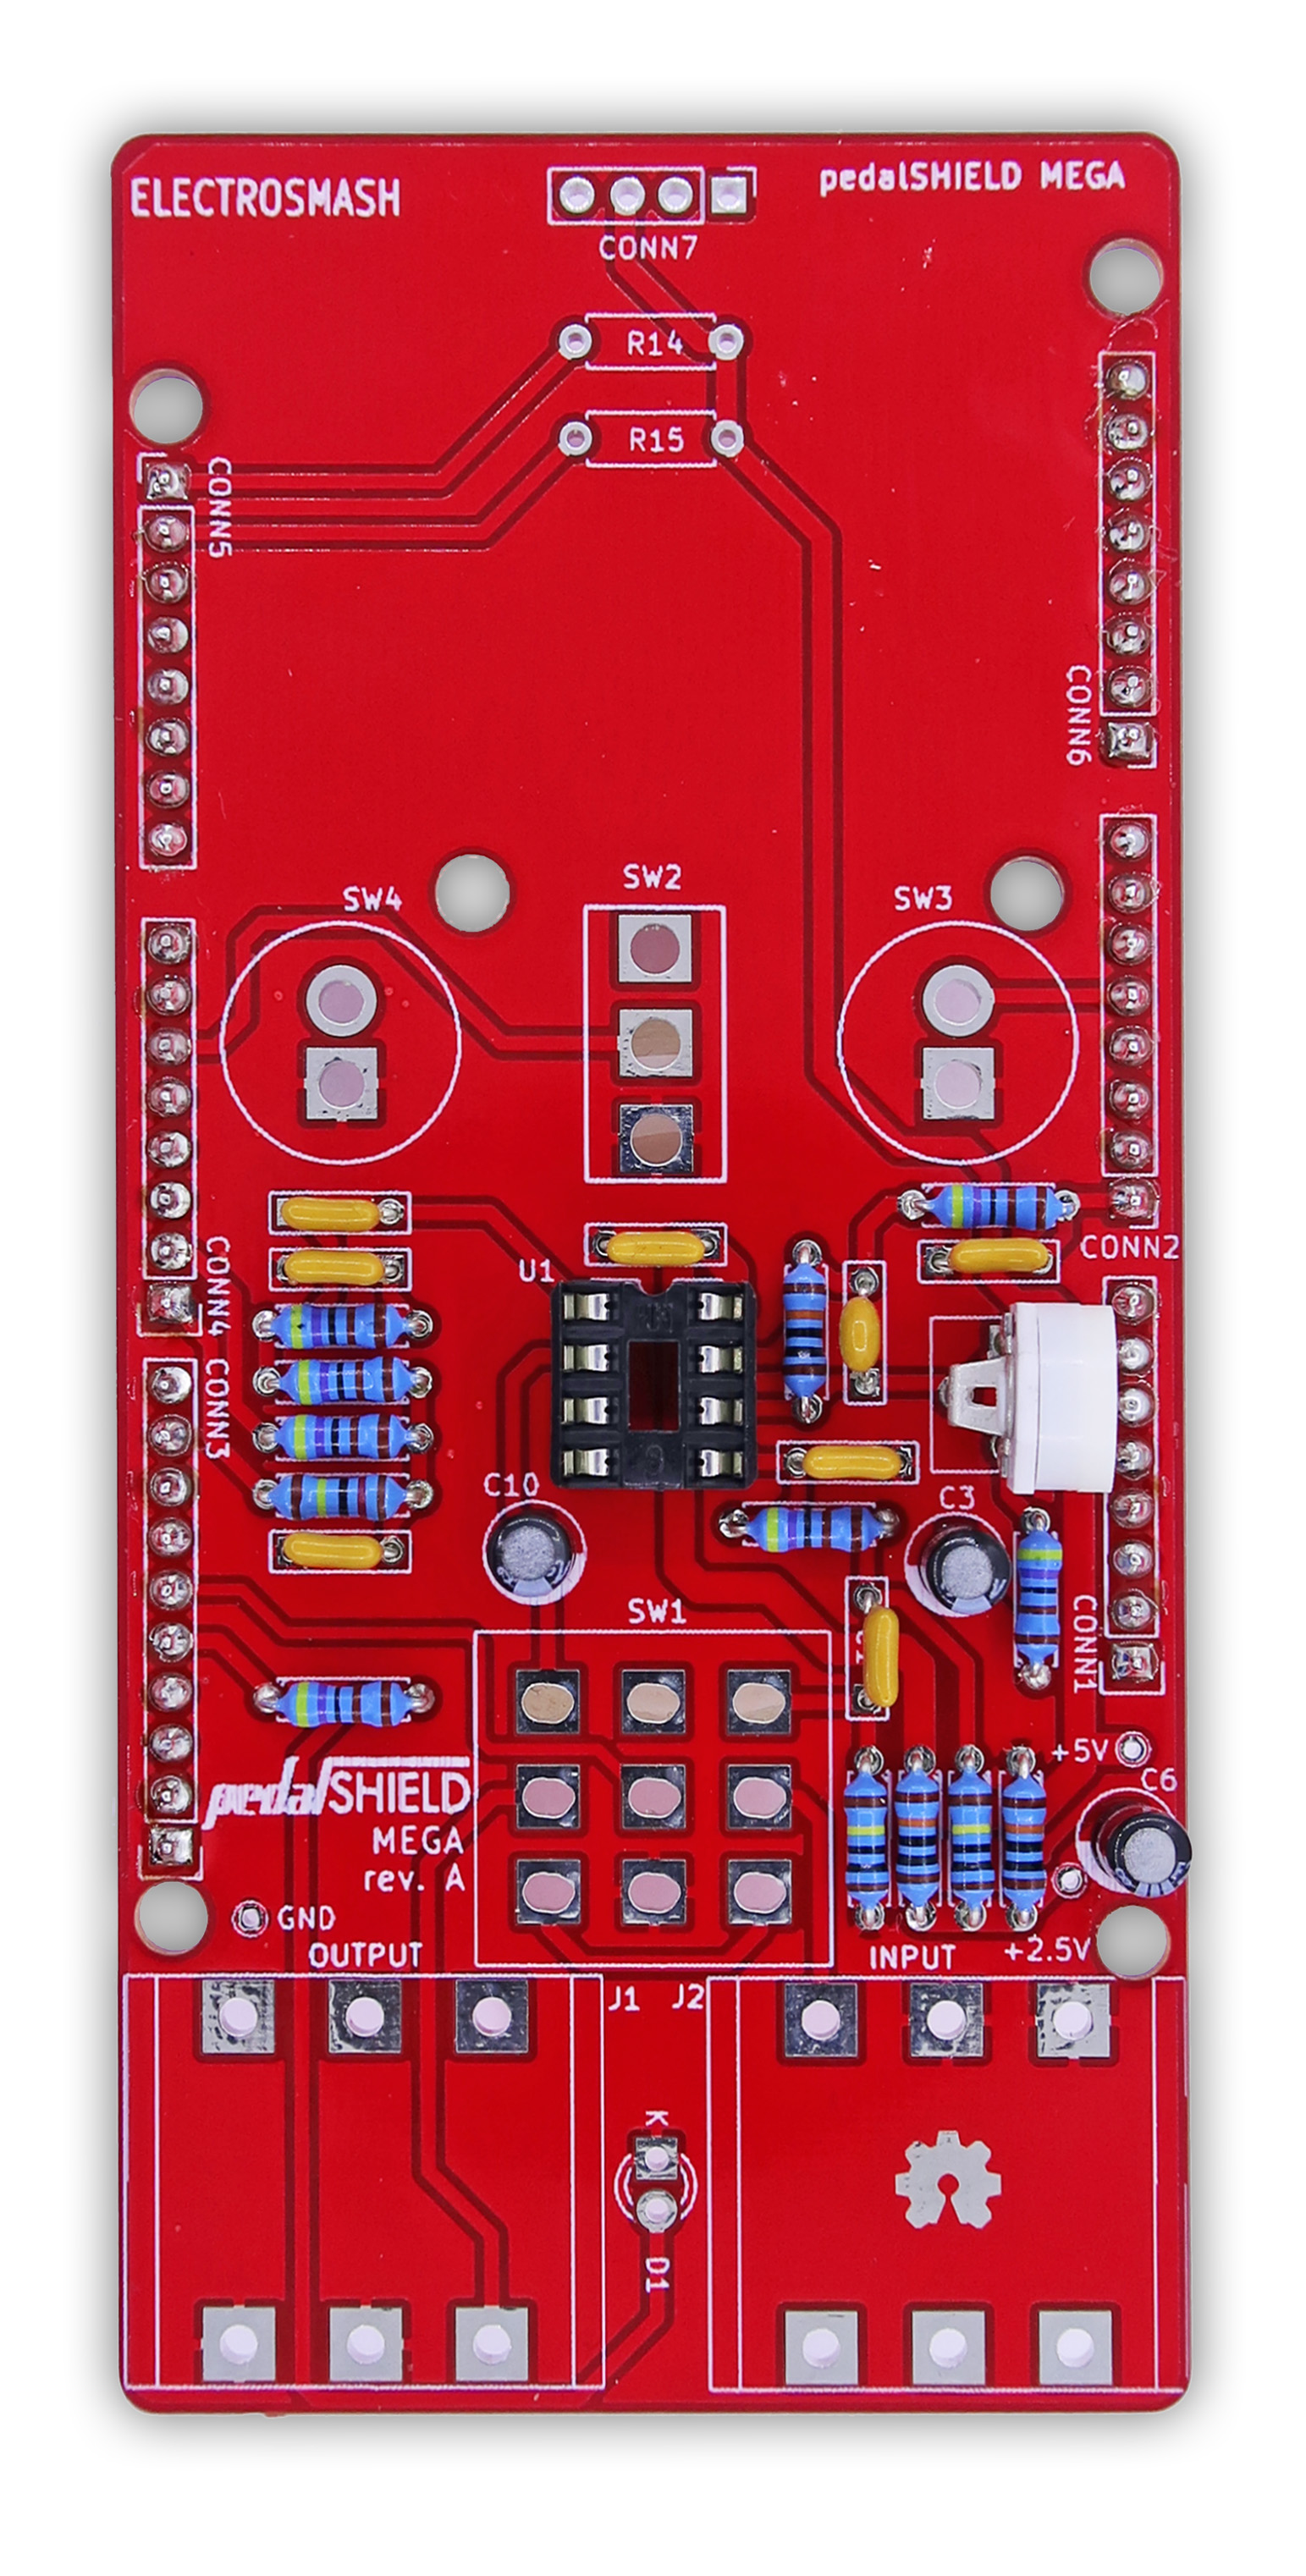 ELECTROSMASH
pedalSHIELD MEGA
CONN7
R14
R15
CONN5
CONN6
SW4
SW2
SW3
CONN2
CONN4
U1
CONN3
C10
C3
SW1
CONN1
+5V
C6
pedalSHIELD
MEGA
rev. A
GND
OUTPUT
INPUT
+2.5V
J1
J2
K
D1